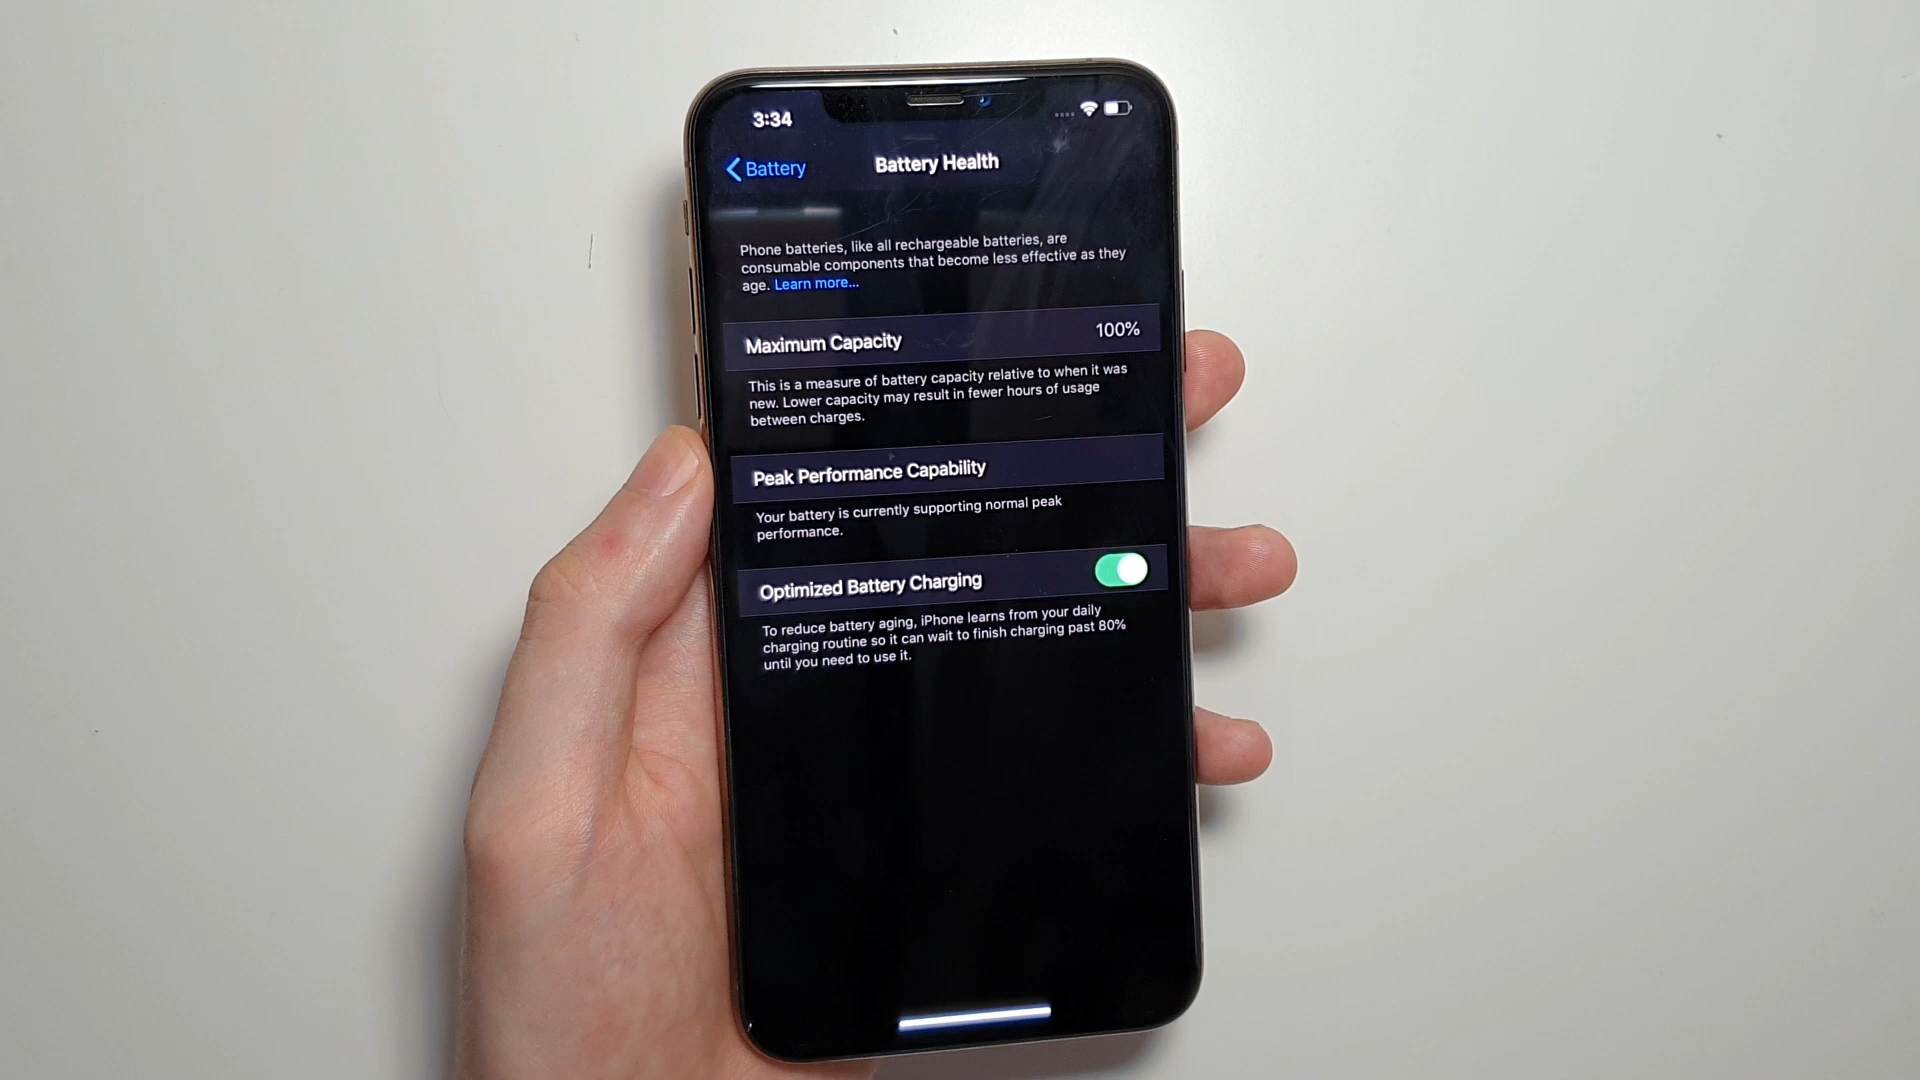 3:34
Battery
Battery Health
Phone batteries, like all rechargeable batteries, are
consumable components that become less effective as they
age. Learn more...
Maximum Capacity 100%
This is a measure of battery capacity relative to when it was
new. Lower capacity may result in fewer hours of usage
between charges.
Peak Performance Capability
Your battery is currently supporting normal peak
performance.
Optimized Battery Charging
To reduce battery aging, iPhone learns from your daily
charging routine so it can wait to finish charging past 80%
until you need to use it.